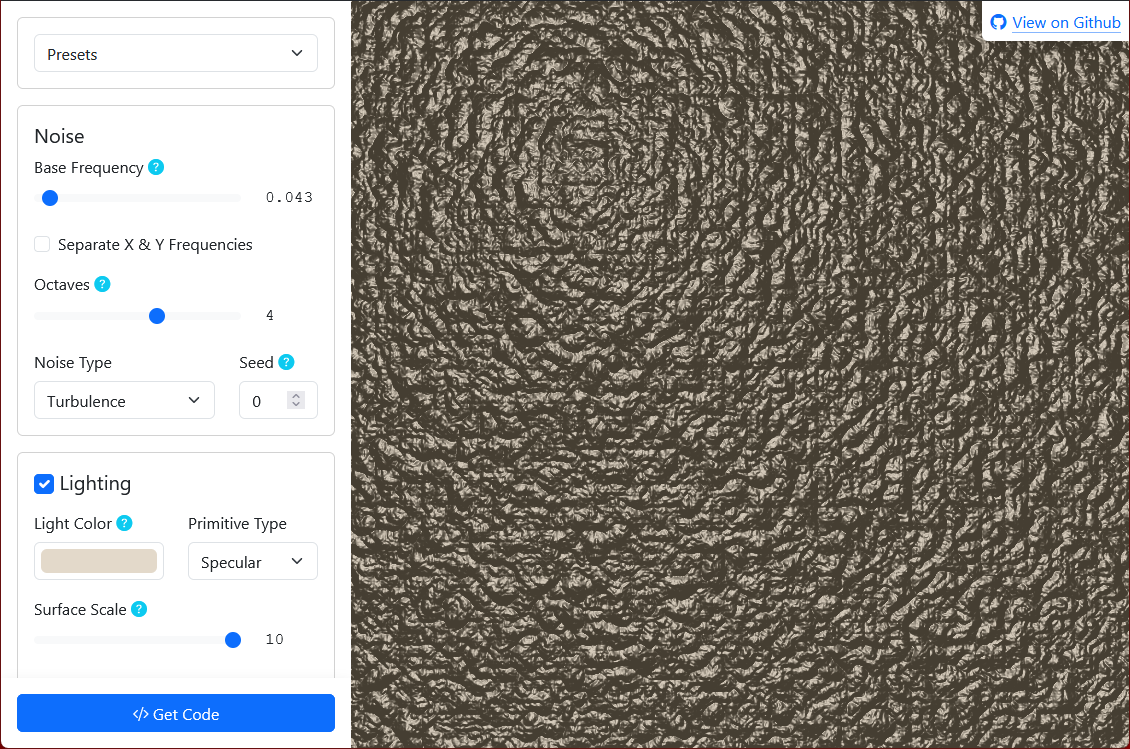 View on Github
Presets
Noise
Base Frequency ?
0.043
Separate X & Y Frequencies
Octaves ?
4
Noise Type Seed ?
Turbulence 0
Lighting
Light Color ? Primitive Type
Specular
Surface Scale ?
10
</> Get Code